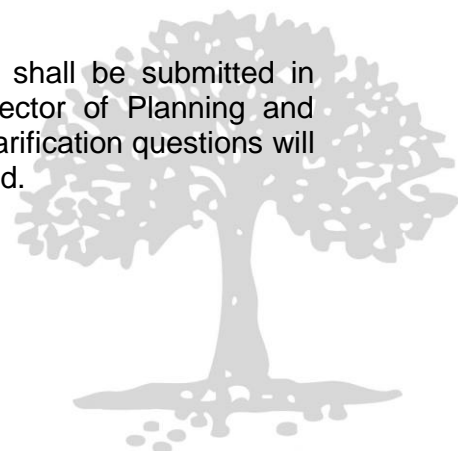 shall be submitted in
ector of Planning and
arification questions will
d.